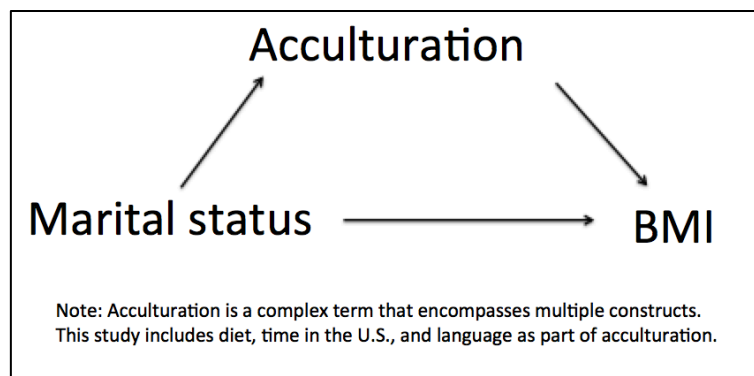 Acculturation
Marital status
BMI
Note: Acculturation is a complex term that encompasses multiple constructs.
This study includes diet, time in the U.S., and language as part of acculturation.